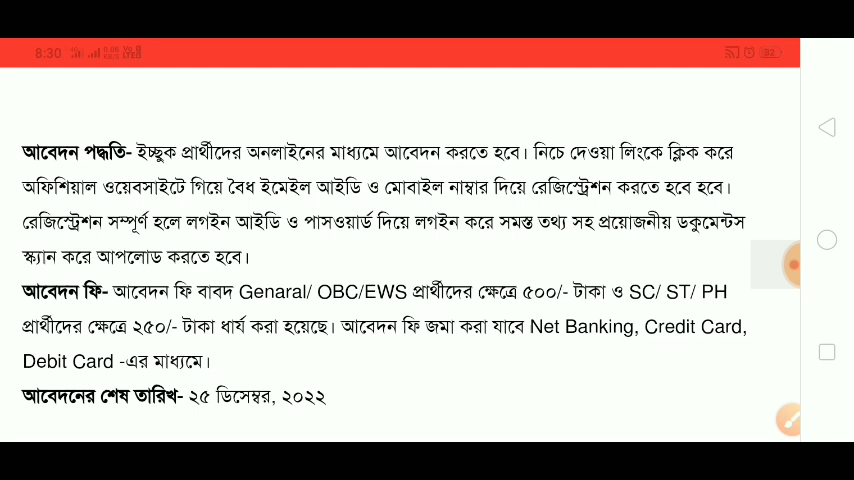 8:30
আবেদন পদ্ধতি- ইচ্ছুক প্রার্থীদের অনলাইনের মাধ্যমে আবেদন করতে হবে। নিচে দেওয়া লিংকে ক্লিক করে
অফিশিয়াল ওয়েবসাইটে গিয়ে বৈধ ইমেইল আইডি ও মোবাইল নাম্বার দিয়ে রেজিস্ট্রেশন করতে হবে হবে।
রেজিস্ট্রেশন সম্পূর্ণ হলে লগইন আইডি ও পাসওয়ার্ড দিয়ে লগইন করে সমস্ত তথ্য সহ প্রয়োজনীয় ডকুমেন্টস
স্ক্যান করে আপলোড করতে হবে।
আবেদন ফি- আবেদন ফি বাবদ Genaral/ OBC/EWS প্রার্থীদের ক্ষেত্রে ৫০০/- টাকা ও SC/ ST/ PH
প্রার্থীদের ক্ষেত্রে ২৫০/- টাকা ধার্য করা হয়েছে। আবেদন ফি জমা করা যাবে Net Banking, Credit Card,
Debit Card -এর মাধ্যমে।
আবেদনের শেষ তারিখ- ২৫ ডিসেম্বর, ২০২২